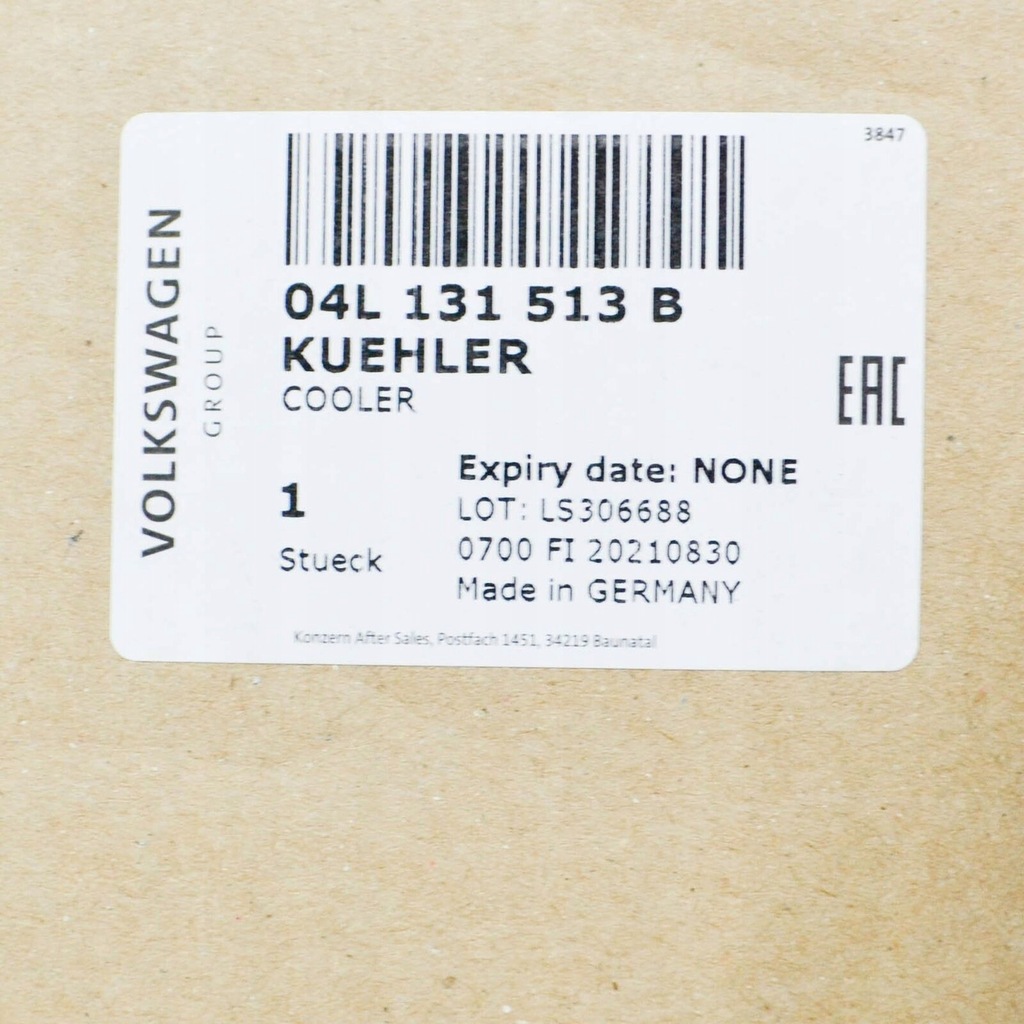 VOLKSWAGEN
GROUP
3847
04L 131 513 B
KUEHLER
COOLER
EAC
1
Stueck
Expiry date: NONE
LOT: LS306688
0700 FI 20210830
Made in GERMANY
Konzern After Sales, Postfach 1451, 34219 Baunatal